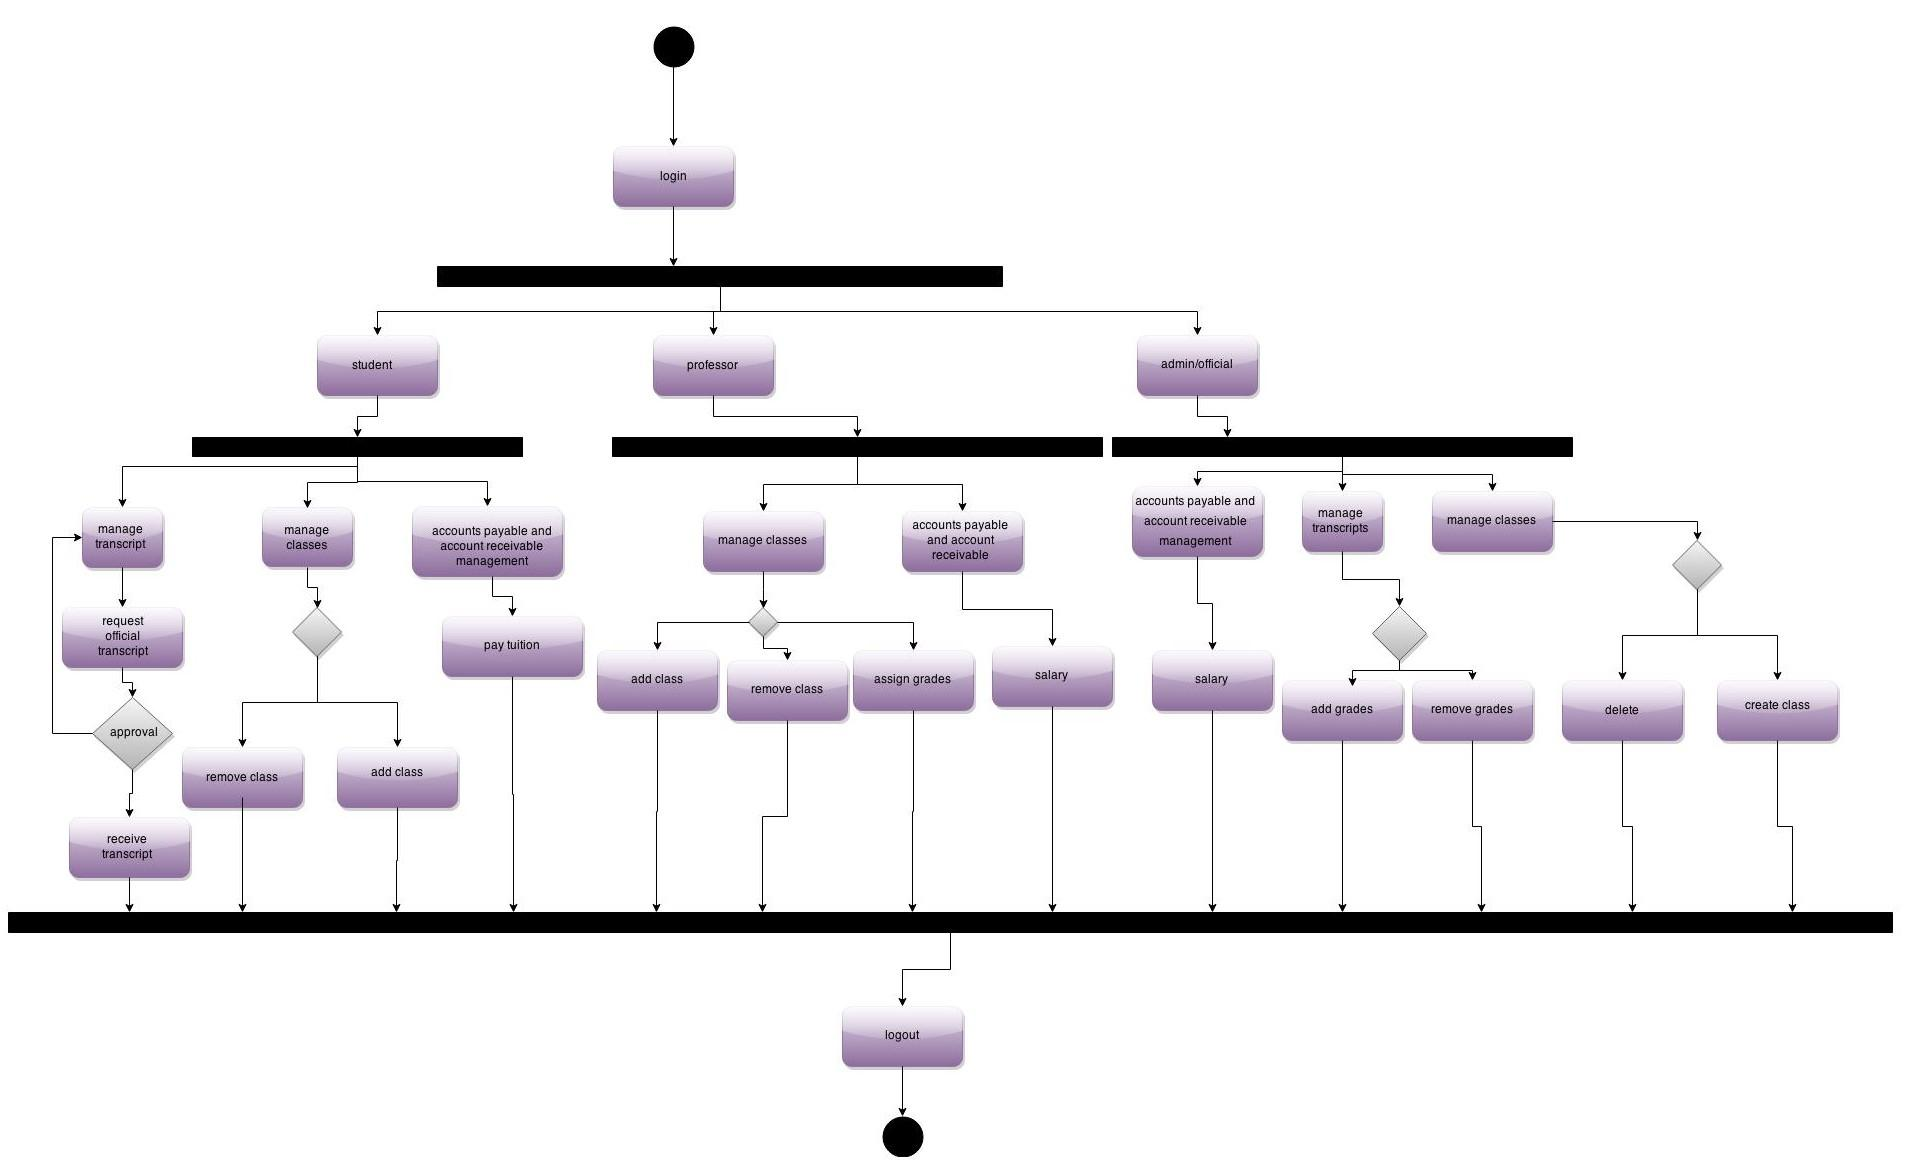 login
student
professor
admin/official
manage
transcript
manage
classes
accounts payable and
account receivable
management
manage classes
accounts payable
and account
receivable
accounts payable and
account receivable
management
manage
transcripts
manage classes
request
official
transcript
pay tuition
add class
remove class
assign grades
salary
salary
add grades
remove grades
delete
create class
approval
remove class
add class
receive
transcript
logout